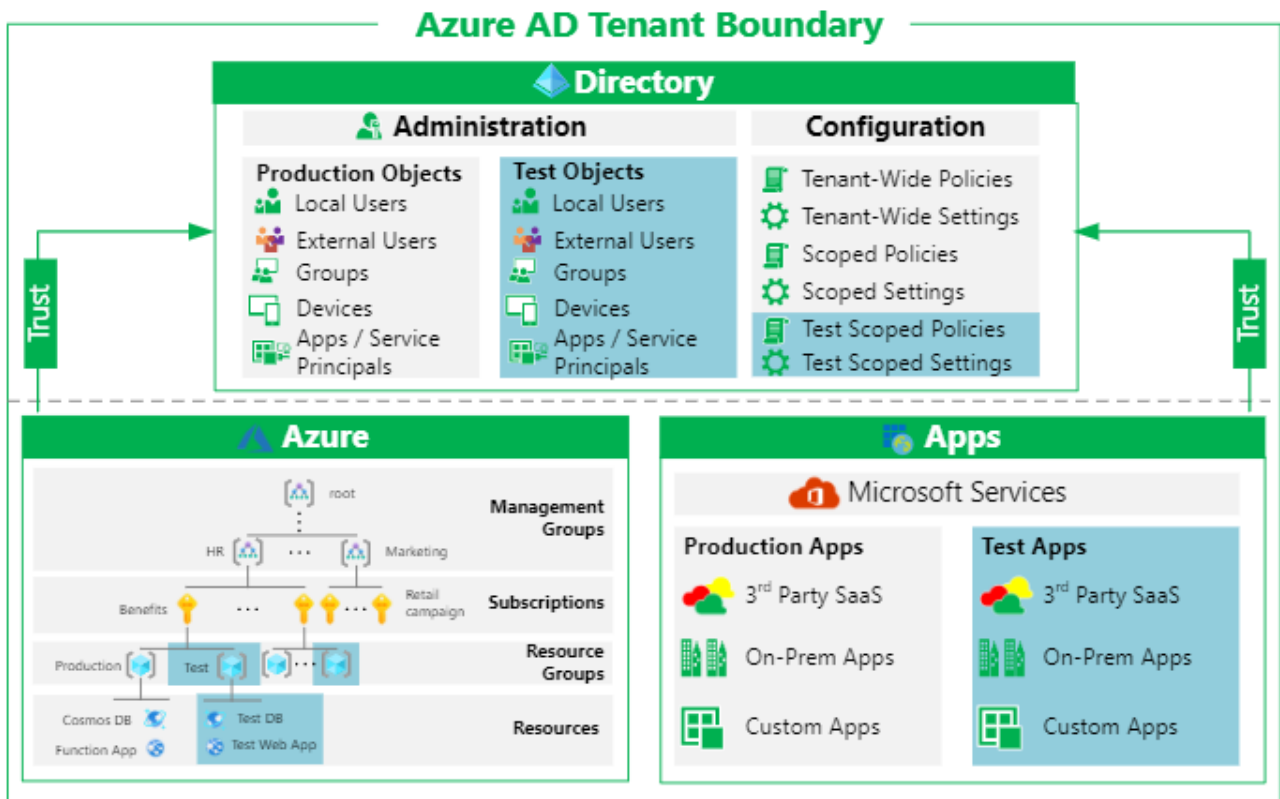 Azure AD Tenant Boundary
Directory
Administration
Configuration
Production Objects
Local Users
External Users
Groups
Devices
Apps / Service
Principals
Test Objects
Local Users
External Users
Groups
Devices
Apps / Service
Principals
Tenant-Wide Policies
Tenant-Wide Settings
Scoped Policies
Scoped Settings
Test Scoped Policies
Test Scoped Settings
Trust
Trust
Azure
root
Management
Groups
HR
...
Marketing
Benefits
...
...
Retail
campaign
Subscriptions
Production
Test
...
Resource
Groups
Cosmos DB
Function App
Test DB
Test Web App
Resources
Apps
Microsoft Services
Production Apps
3rd Party SaaS
On-Prem Apps
Custom Apps
Test Apps
3rd Party SaaS
On-Prem Apps
Custom Apps